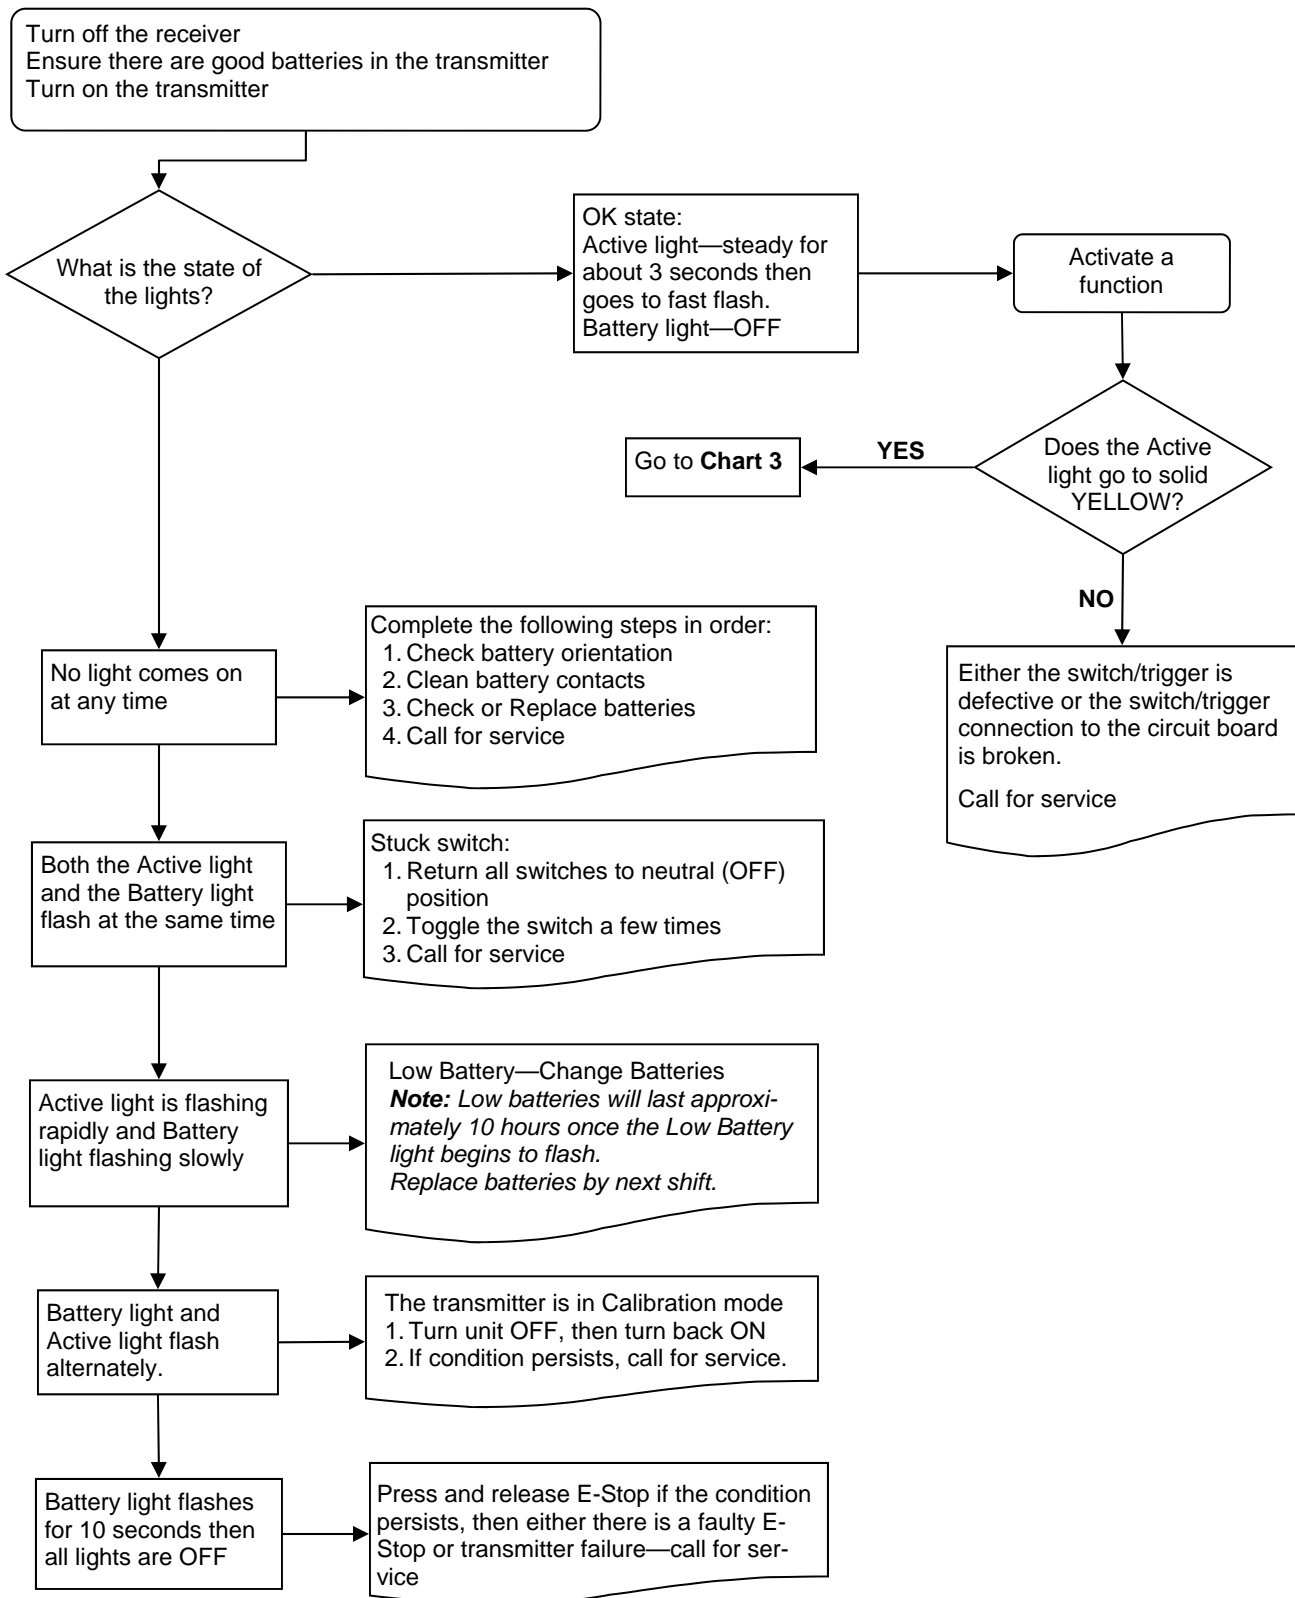 Turn off the receiver
Ensure there are good batteries in the transmitter
Turn on the transmitter
What is the state of
the lights?
OK state:
Active light—steady for
about 3 seconds then
goes to fast flash.
Battery light—OFF
Activate a
function
Does the Active
light go to solid
YELLOW?
YES
Go to Chart 3
NO
Either the switch/trigger is
defective or the switch/trigger
connection to the circuit board
is broken.
Call for service
No light comes on
at any time
Complete the following steps in order:
1. Check battery orientation
2. Clean battery contacts
3. Check or Replace batteries
4. Call for service
Both the Active light
and the Battery light
flash at the same time
Stuck switch:
1. Return all switches to neutral (OFF)
position
2. Toggle the switch a few times
3. Call for service
Active light is flashing
rapidly and Battery
light flashing slowly
Low Battery—Change Batteries
Note: Low batteries will last approxi-
mately 10 hours once the Low Battery
light begins to flash.
Replace batteries by next shift.
Battery light and
Active light flash
alternately.
The transmitter is in Calibration mode
1. Turn unit OFF, then turn back ON
2. If condition persists, call for service.
Battery light flashes
for 10 seconds then
all lights are OFF
Press and release E-Stop if the condition
persists, then either there is a faulty E-
Stop or transmitter failure—call for ser-
vice